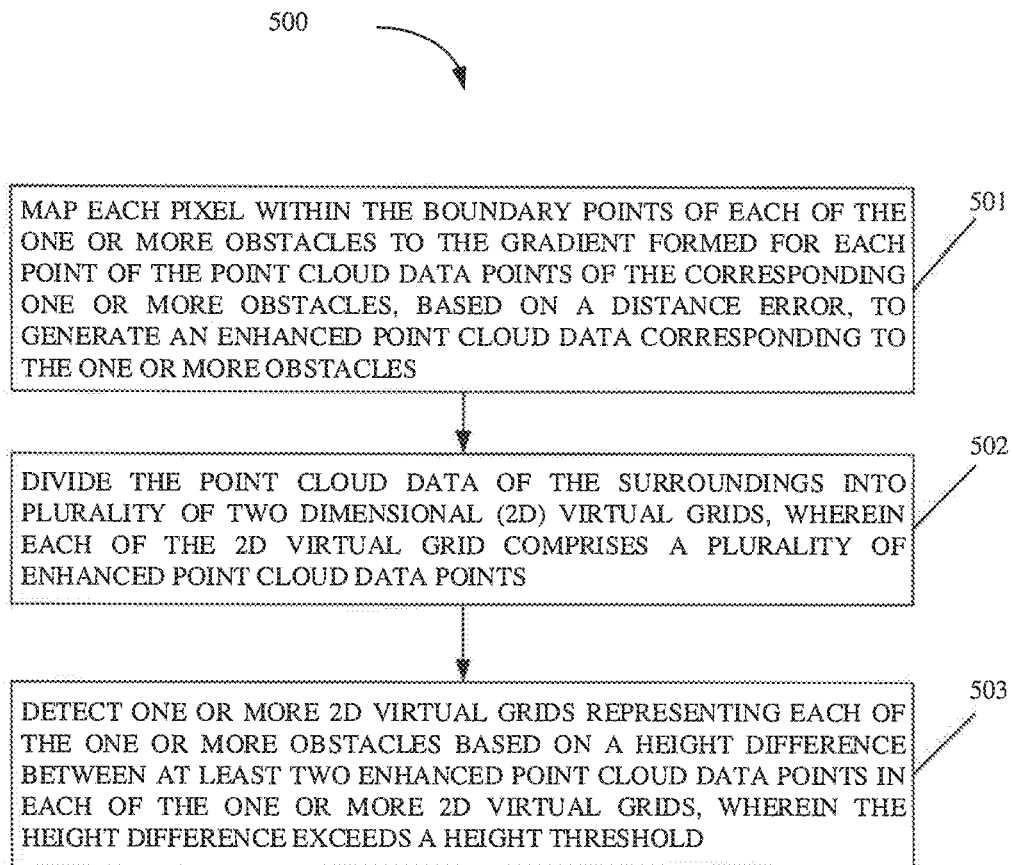 500
MAP EACH PIXEL WITHIN THE BOUNDARY POINTS OF EACH OF THE
ONE OR MORE OBSTACLES TO THE GRADIENT FORMED FOR EACH
POINT OF THE POINT CLOUD DATA POINTS OF THE CORRESPONDING
ONE OR MORE OBSTACLES, BASED ON A DISTANCE ERROR, TO
GENERATE AN ENHANCED POINT CLOUD DATA CORRESPONDING TO
THE ONE OR MORE OBSTACLES
501
DIVIDE THE POINT CLOUD DATA OF THE SURROUNDINGS INTO
PLURALITY OF TWO DIMENSIONAL (2D) VIRTUAL GRIDS, WHEREIN
EACH OF THE 2D VIRTUAL GRID COMPRISES A PLURALITY OF
ENHANCED POINT CLOUD DATA POINTS
502
DETECT ONE OR MORE 2D VIRTUAL GRIDS REPRESENTING EACH OF
THE ONE OR MORE OBSTACLES BASED ON A HEIGHT DIFFERENCE
BETWEEN AT LEAST TWO ENHANCED POINT CLOUD DATA POINTS IN
EACH OF THE ONE OR MORE 2D VIRTUAL GRIDS, WHEREIN THE
HEIGHT DIFFERENCE EXCEEDS A HEIGHT THRESHOLD
503